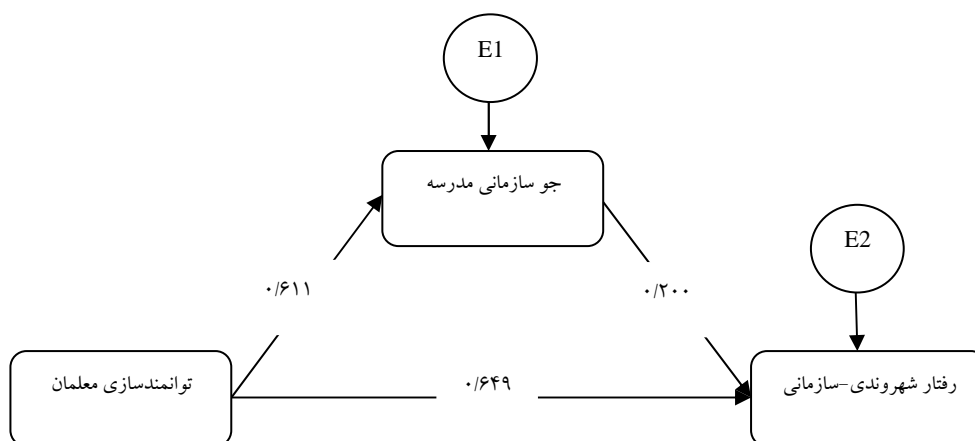 E1
جو سازمانی مدرسه
E2
۰/۶۱۱
۰/۲۰۰
توانمندسازی معلمان
۰/۶۴۹
رفتار شهروندی-سازمانی